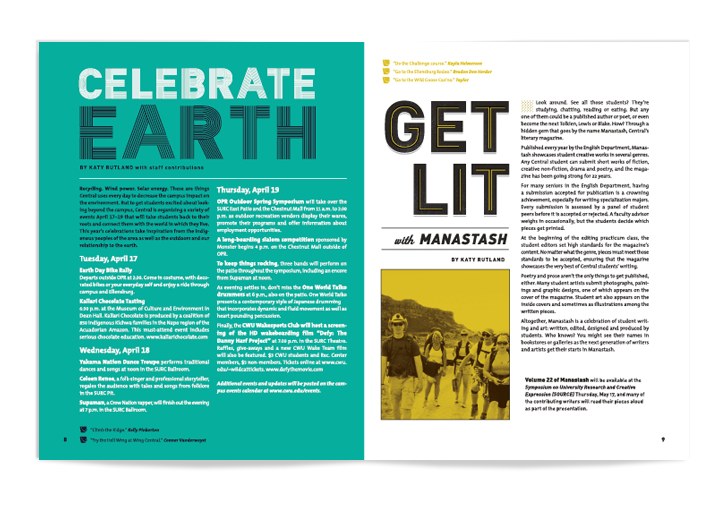 CELEBRATE
EARTH
BY KATY RUTLAND with staff contributions
Recycling. Wind power. Solar energy. These are things
Central uses every day to decrease the campus impact on
the environment. But to get students excited about look-
ing beyond the campus, Central is organizing a variety of
events April 17-19 that will take students back to their
roots and connect them with the world in which they live.
This year's celebrations take inspiration from the indig-
enous peoples of the area as well as the outdoors and our
relationship to the earth.
Tuesday, April 17
Earth Day Bike Rally
Departs outside OPR at 2:30. Come in costume, with deco-
rated bikes or your everyday self and enjoy a ride through
campus and Ellensburg.
Kallari Chocolate Tasting
6:15 p.m. at the Museum of Culture and Environment in
Dean Hall. Kallari Chocolate is produced by a coalition of
850 indigenous Kichwa families in the Napo region of the
Ecuadorian Amazon. This must-attend event includes
serious chocolate education. www.kallarichocolate.com
Wednesday, April 18
Yakama Nation Dance Troupe performs traditional
dances and songs at noon in the SURC Ballroom.
songs from folklore
in the SURC Pit.
Supaman, a Crow Nation rapper, will finish out the evening
at 7 p.m. in the SURC Ballroom.
Thursday, April 19
OPR Outdoor Spring Symposium will take over the
SURC East Patio and the Chestnut Mall from 11 a.m. to 2:00
p.m. as outdoor recreation vendors display their wares,
promote their programs and offer information about
employment opportunities.
A long-boarding slalom competition sponsored by
Monster begins 4 p.m. on the Chestnut Mall outside of
OPR.
To keep things rocking, three bands will perform on
the patio throughout the symposium, including an encore
from Supaman at noon.
As evening settles in, don't miss the One World Taiko
drummers at 6 p.m., also on the patio. One World Taiko
presents a contemporary style of Japanese drumming
that incorporates dynamic and fluid movement as well as
heart pounding percussion.
Finally, the CWU Wakesports Club will host a screen-
ing of the HD wakeboarding film "Defy: The
Danny Harf Project" at 7:30 p.m. in the SURC Theatre.
Raffles, give-aways and a new CWU Wake Team film
will also be featured. $2 CWU students and Rec. Center
members, $5 non-members. Tickets online at www.cwu.
edu/~wildcattickets. www.defythemovie.com
Additional events and updates will be posted on the cam-
pus events calendar at www.cwu.edu/events.
"Climb the Ridge." Kelly Pinkerton
"Try the Hell Wing at Wing Central." Connor Vanderweyst
8
"Do the Challenge course." Kayla Halvorson
"Go to the Ellensburg Rodeo."
"Go to the Wild Goose Casino." Taylor
GET
LIT
with MANASTASH
BY KATY RUTLAND
Look around. See all those students? They're
studying, chatting, reading or eating. But any
one of them could be a published author or poet, or even
become the next Tolkien, Lewis or Blake. How? Through a
hidden gem that goes by the name Manastash, Central's
literary magazine.
Published every year by the English Department, Manas-
tash showcases student creative works in several genres.
Any Central student can submit short works of fiction,
creative non-fiction, drama and poetry, and the maga-
zine has been going strong for 22 years.
For many seniors in the English Department, having
a submission accepted for publication is a crowning
achievement, especially for writing specialization majors.
Every submission is assessed by a panel of student
peers before it is accepted or rejected. A faculty advisor
weighs in occasionally, but the students decide which
pieces get printed.
At the beginning of the editing practicum class, the
student editors set high standards for the magazine's
content. No matter what the genre, pieces must meet those
standards to be accepted, ensuring that the magazine
showcases the very best of Central students' writing.
Poetry and prose aren't the only things to get published,
either. Many student artists submit photographs, paint-
ings and graphic designs, one of which appears on the
cover of the magazine. Student art also appears on the
inside covers and sometimes as illustrations among the
written pieces.
Altogether, Manastash is a celebration of student writ-
ing and art: written, edited, designed and produced by
students. Who knows? You might see their names in
bookstores or galleries as the next generation of writers
and artists get their starts in Manastash.
Volume 22 of Manastash will be available at the
Symposium on University Research and Creative
Expression (SOURCE) Thursday, May 17, and many of
the contributing writers will read their pieces aloud
as part of the presentation.
9